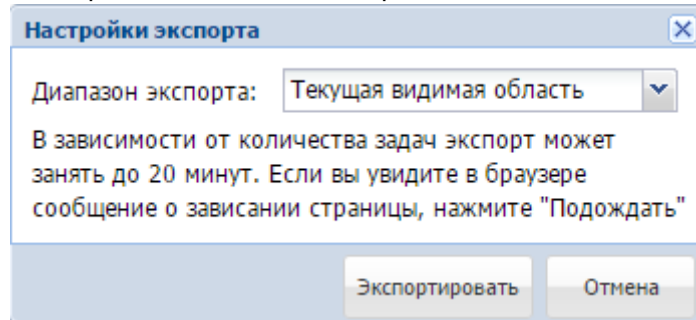 Настройки экспорта
Диапазон экспорта: Текущая видимая область
В зависимости от количества задач экспорт может
занять до 20 минут. Если вы увидите в браузере
сообщение о зависании страницы, нажмите "Подождать"
Экспортировать Отмена